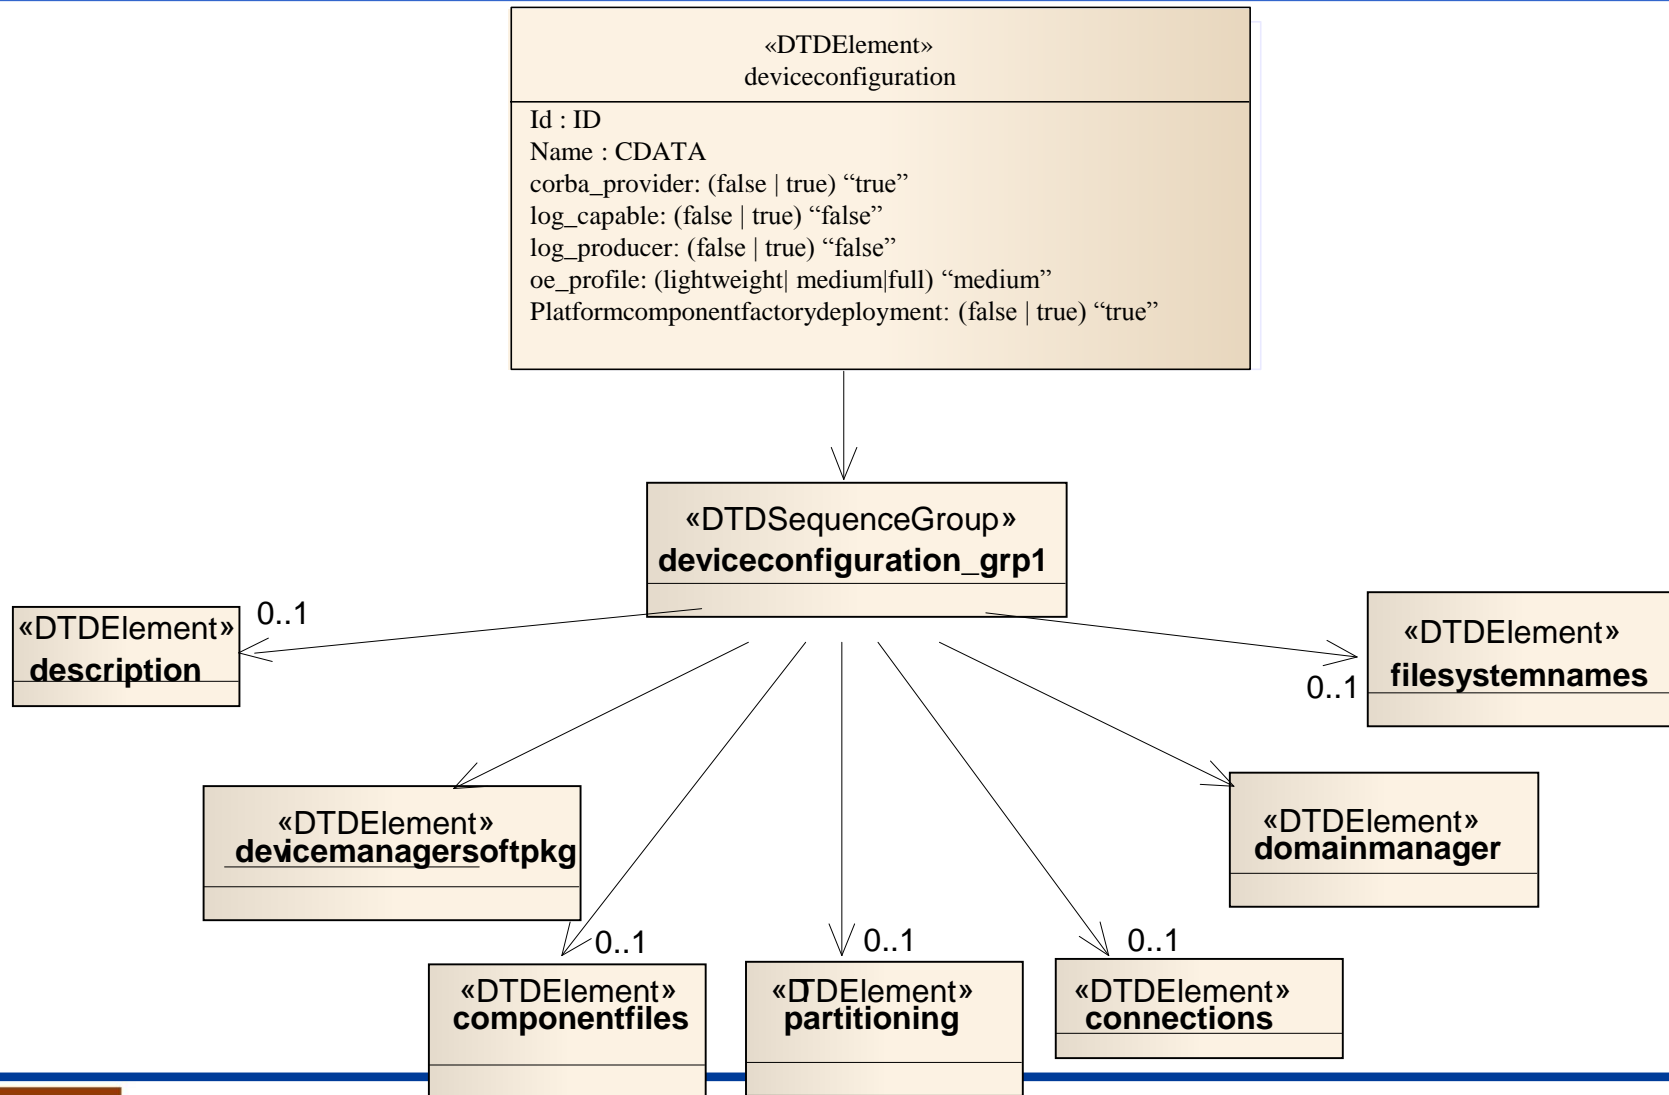 «DTDElement»
deviceconfiguration
Id : ID
Name : CDATA
corba_provider: (false | true) “true”
log_capable: (false | true) “false”
log_producer: (false | true) “false”
oe_profile: (lightweight| medium|full) “medium”
Platformcomponentfactorydeployment: (false | true) “true”
«DTDSequenceGroup»
deviceconfiguration_grp1
«DTDElement»
description
0..1
«DTDElement»
filesystemnames
0..1
«DTDElement»
devicemanagersoftpkg
«DTDElement»
domainmanager
0..1
«DTDElement»
componentfiles
0..1
«DTDElement»
partitioning
0..1
«DTDElement»
connections